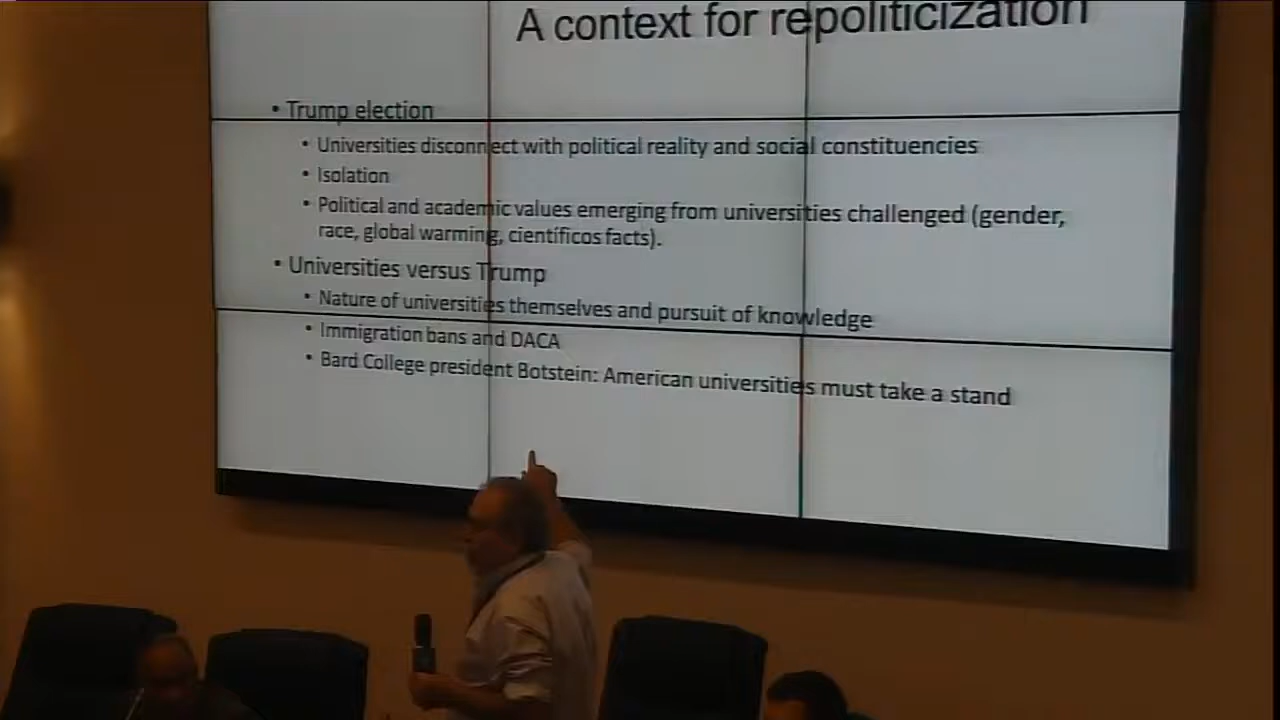 A context for repoliticization
• Trump election
• Universities disconnect with political reality and social constituencies
• Isolation
• Political and academic values emerging from universities challenged (gender,
race, global warming, científicos facts).
• Universities versus Trump
• Nature of universities themselves and pursuit of knowledge
• Immigration bans and DACA
• Bard College president Botstein: American universities must take a stand